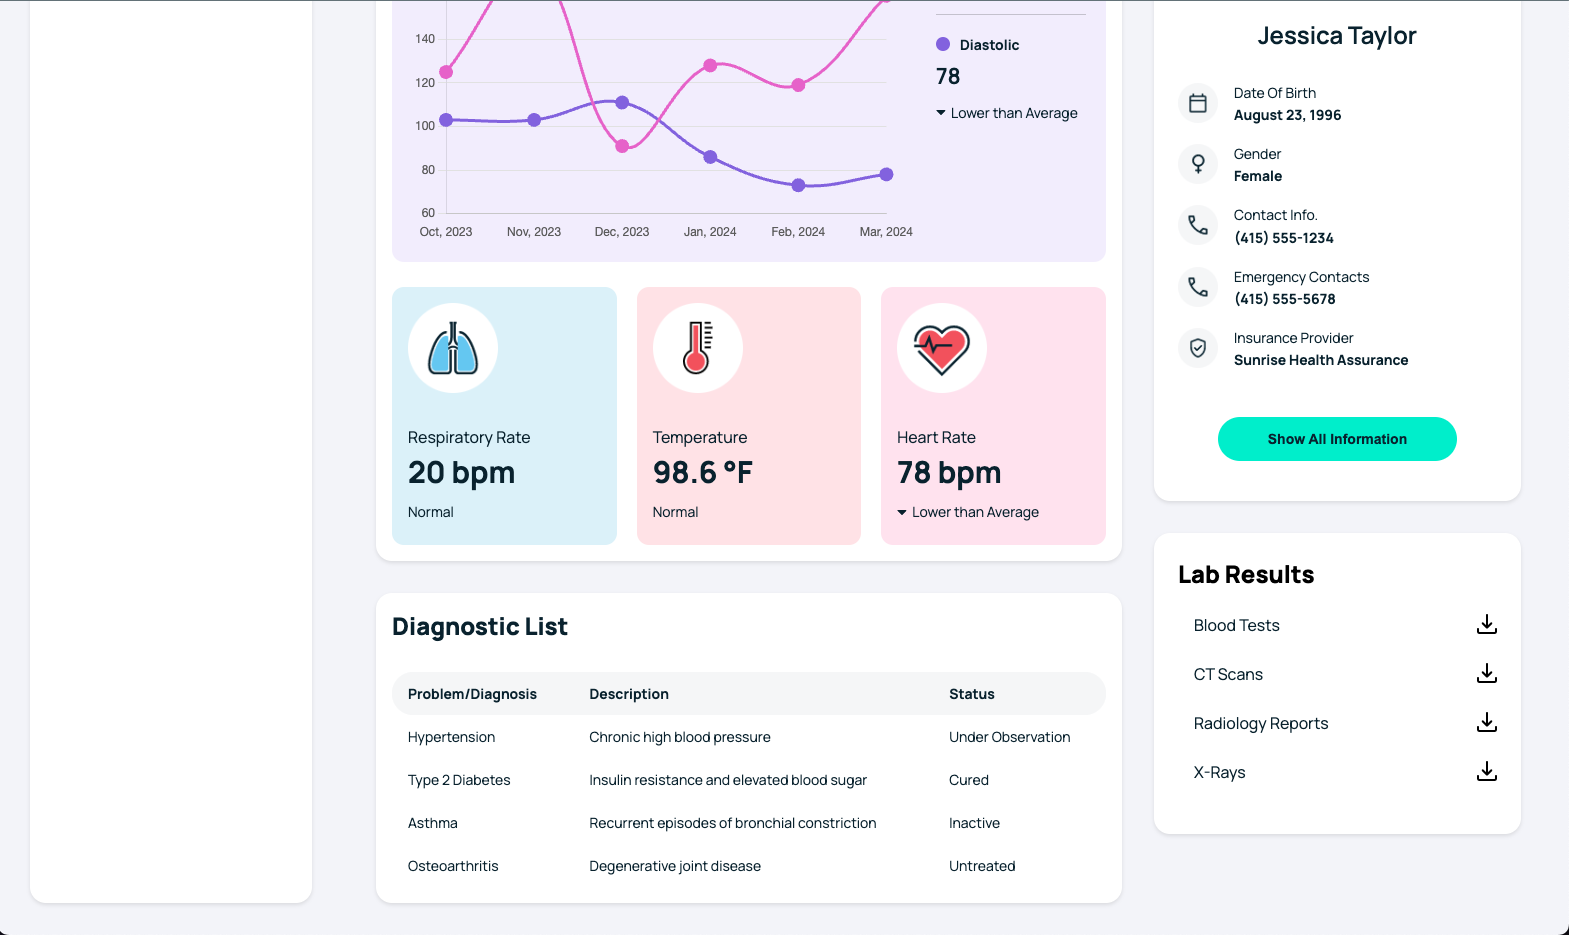 140
120
100
80
60
Oct, 2023 Nov, 2023 Dec, 2023 Jan, 2024 Feb, 2024 Mar, 2024
Diastolic
78
Lower than Average
Respiratory Rate
20 bpm
Normal
Temperature
98.6 °F
Normal
Heart Rate
78 bpm
Lower than Average
Diagnostic List
Problem/Diagnosis Description Status
Hypertension Chronic high blood pressure Under Observation
Type 2 Diabetes Insulin resistance and elevated blood sugar Cured
Asthma Recurrent episodes of bronchial constriction Inactive
Osteoarthritis Degenerative joint disease Untreated
Jessica Taylor
Date Of Birth
August 23, 1996
Gender
Female
Contact Info.
(415) 555-1234
Emergency Contacts
(415) 555-5678
Insurance Provider
Sunrise Health Assurance
Show All Information
Lab Results
Blood Tests
CT Scans
Radiology Reports
X-Rays